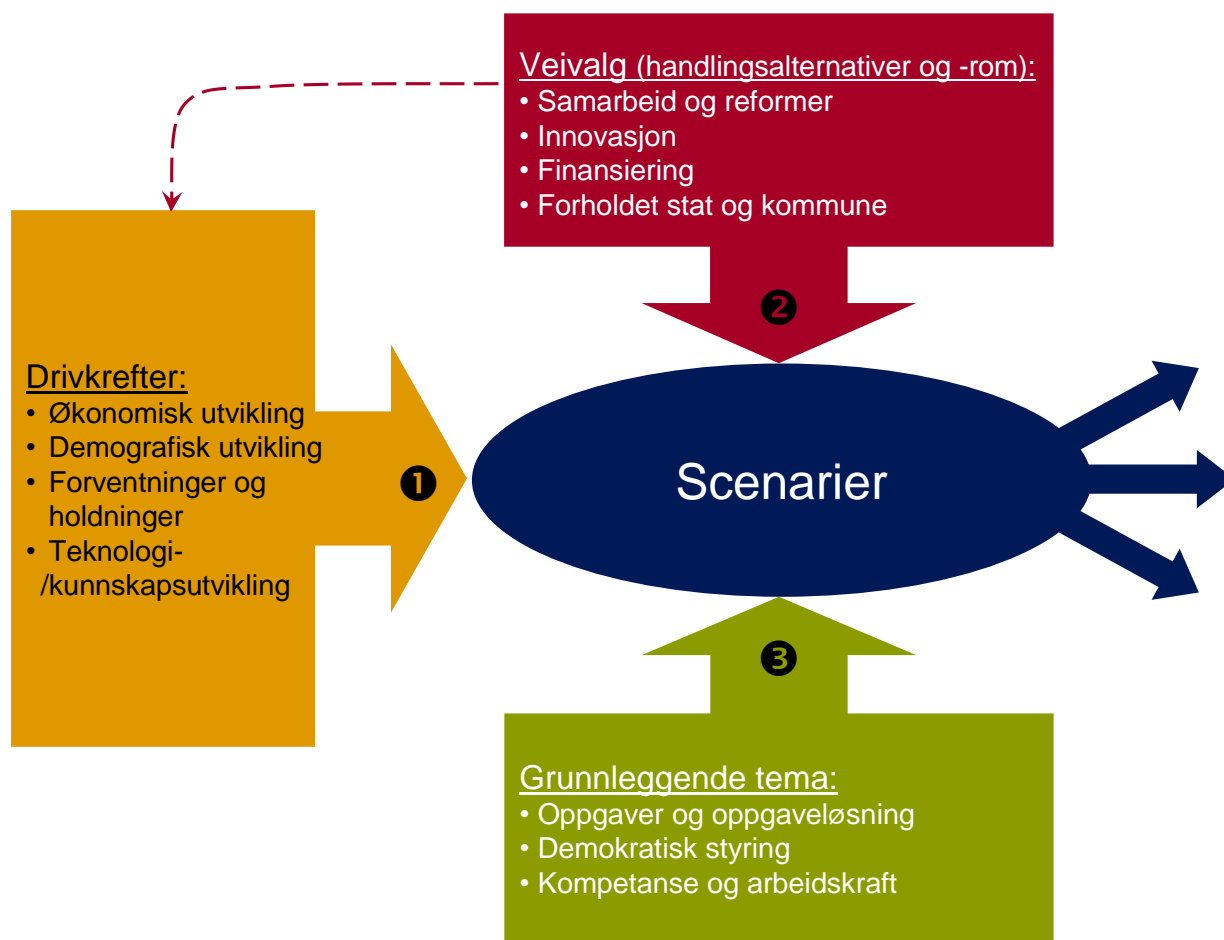 Veivalg (handlingsalternativer og -rom):
• Samarbeid og reformer
• Innovasjon
• Finansiering
• Forholdet stat og kommune
❷
Drivkrefter:
• Økonomisk utvikling
• Demografisk utvikling
• Forventninger og
holdninger
• Teknologi-
/kunnskapsutvikling
❶
Scenarier
❸
Grunnleggende tema:
• Oppgaver og oppgaveløsning
• Demokratisk styring
• Kompetanse og arbeidskraft